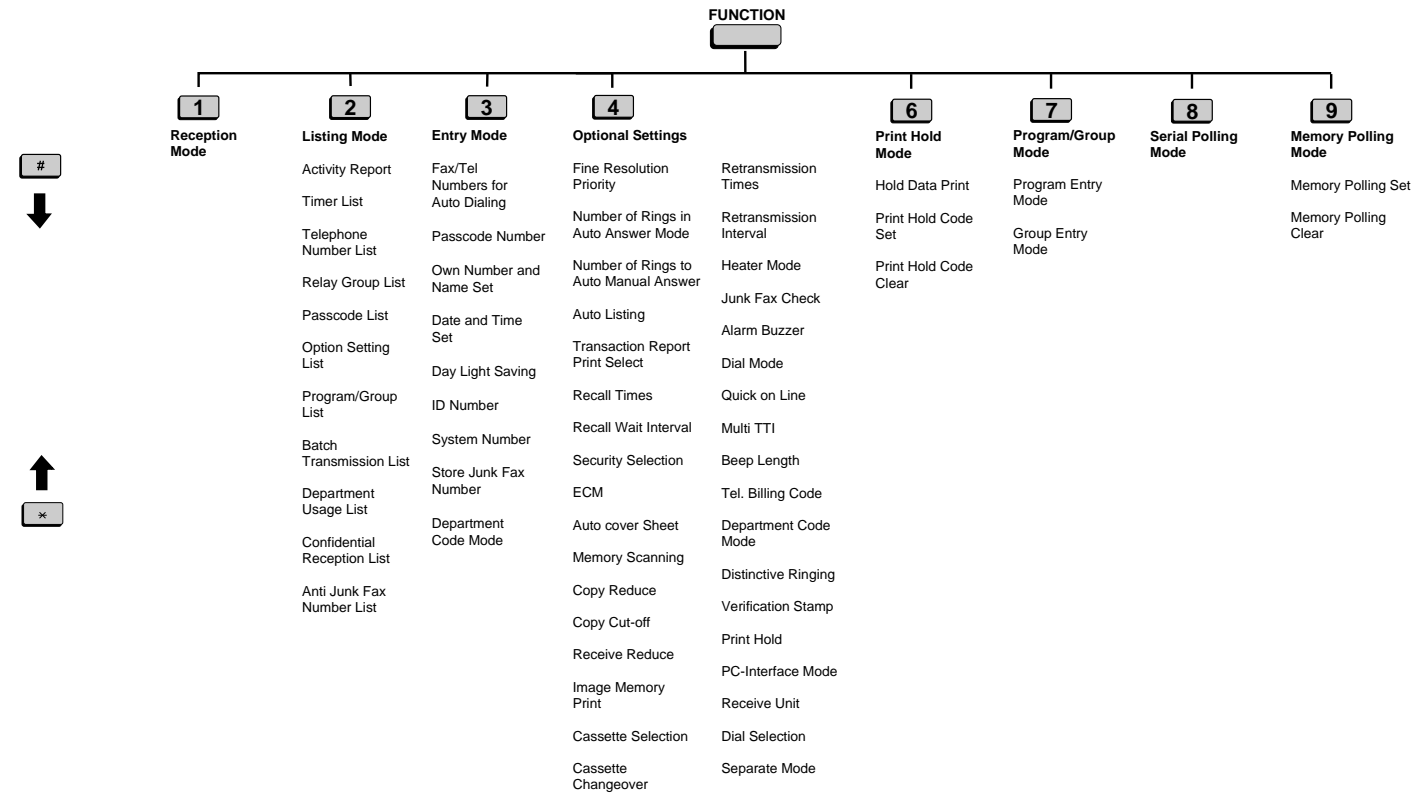 FUNCTION
1
Reception
Mode
#
*
2
Listing Mode
Activity Report
Timer List
Telephone
Number List
Relay Group List
Passcode List
Option Setting
List
Program/Group
List
Batch
Transmission List
Department
Usage List
Confidential
Reception List
Anti Junk Fax
Number List
3
Entry Mode
Fax/Tel
Numbers for
Auto Dialing
Passcode Number
Own Number and
Name Set
Date and Time
Set
Day Light Saving
ID Number
System Number
Store Junk Fax
Number
Department
Code Mode
4
Optional Settings
Fine Resolution
Priority
Number of Rings in
Auto Answer Mode
Number of Rings to
Auto Manual Answer
Auto Listing
Transaction Report
Print Select
Recall Times
Recall Wait Interval
Security Selection
ECM
Auto cover Sheet
Memory Scanning
Copy Reduce
Copy Cut-off
Receive Reduce
Image Memory
Print
Cassette Selection
Cassette
Changeover
Retransmission
Times
Retransmission
Interval
Heater Mode
Junk Fax Check
Alarm Buzzer
Dial Mode
Quick on Line
Multi TTI
Beep Length
Tel. Billing Code
Department Code
Mode
Distinctive Ringing
Verification Stamp
Print Hold
PC-Interface Mode
Receive Unit
Dial Selection
Separate Mode
6
Print Hold
Mode
Hold Data Print
Print Hold Code
Set
Print Hold Code
Clear
7
Program/Group
Mode
Program Entry
Mode
Group Entry
Mode
8
Serial Polling
Mode
9
Memory Polling
Mode
Memory Polling Set
Memory Polling
Clear